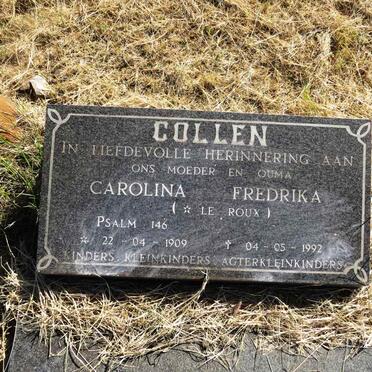 COLLEN
IN LIEFDEVOLLE HERINNERING AAN
ONS MOEDER EN OUMA
CAROLINA FREDRIKA
( ☆ LE ROUX )
PSALM 146
☆ 22 - 04 - 1909 † 04 - 05 - 1992
KINDERS KLEINKINDERS AGTERKLEINKINDERS